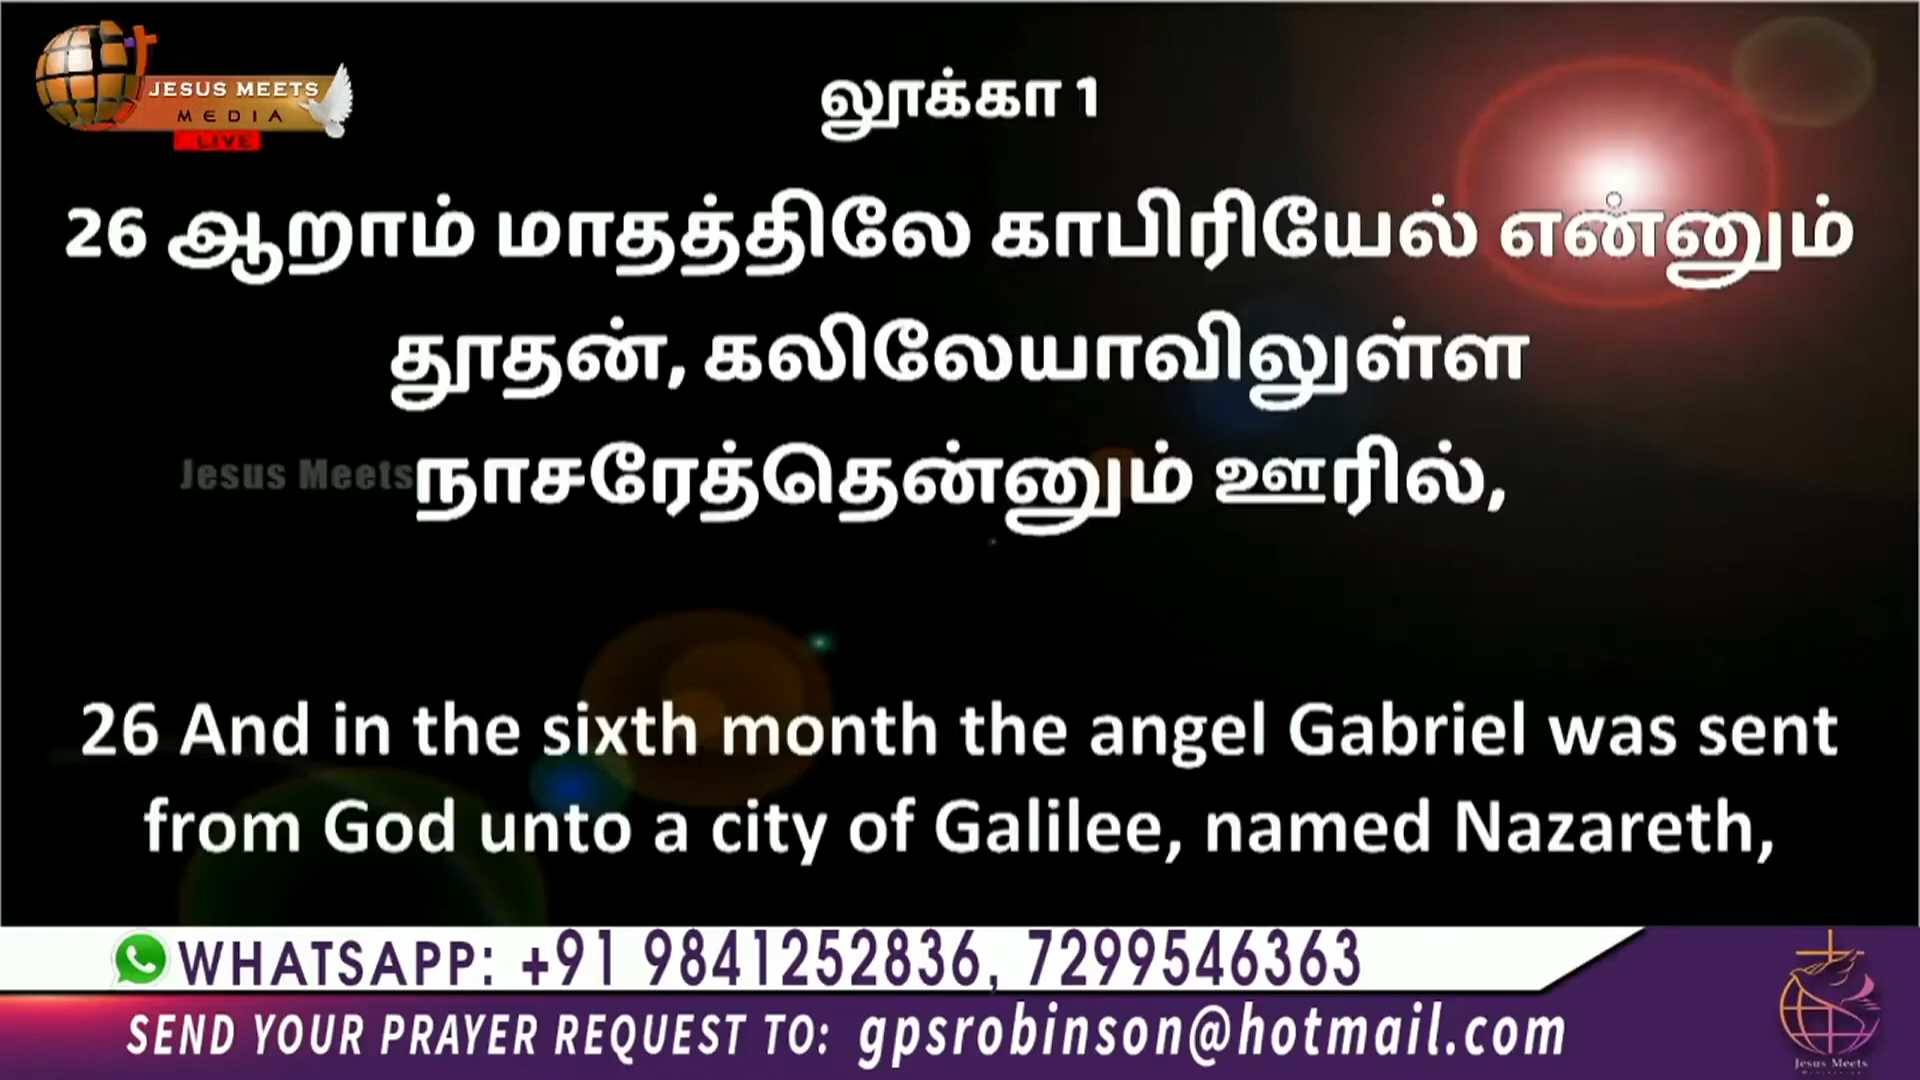 JESUS MEETS
MEDIA
LIVE
லூக்கா 1
26 ஆறாம் மாதத்திலே காபிரியேல் என்னும்
தூதன், கலிலேயாவிலுள்ள
Jesus Meets
நாசரேத்தென்னும் ஊரில்,
26 And in the sixth month the angel Gabriel was sent
from God unto a city of Galilee, named Nazareth,
WHATSAPP: +91 9841252836, 7299546363
SEND YOUR PRAYER REQUEST TO: gpsrobinson@hotmail.com
Jesus Meets